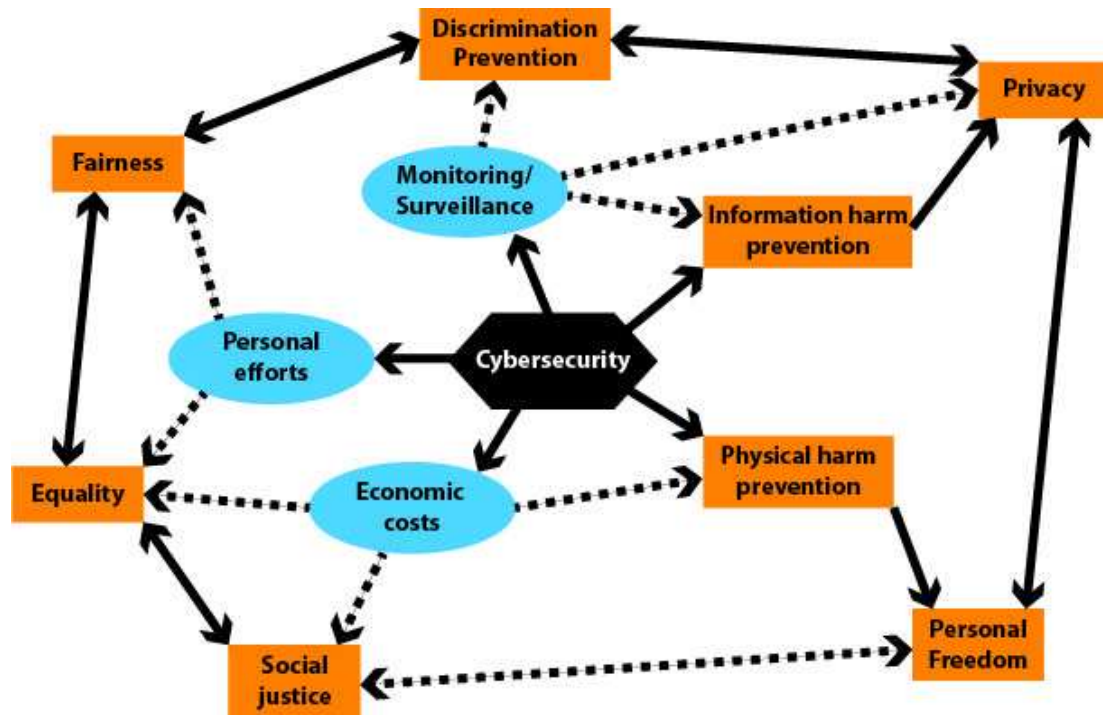 Discrimination
Prevention
Privacy
Fairness
Monitoring/
Surveillance
Information harm
prevention
Personal
efforts
Cybersecurity
Physical harm
prevention
Equality
Economic
costs
Social
justice
Personal
Freedom